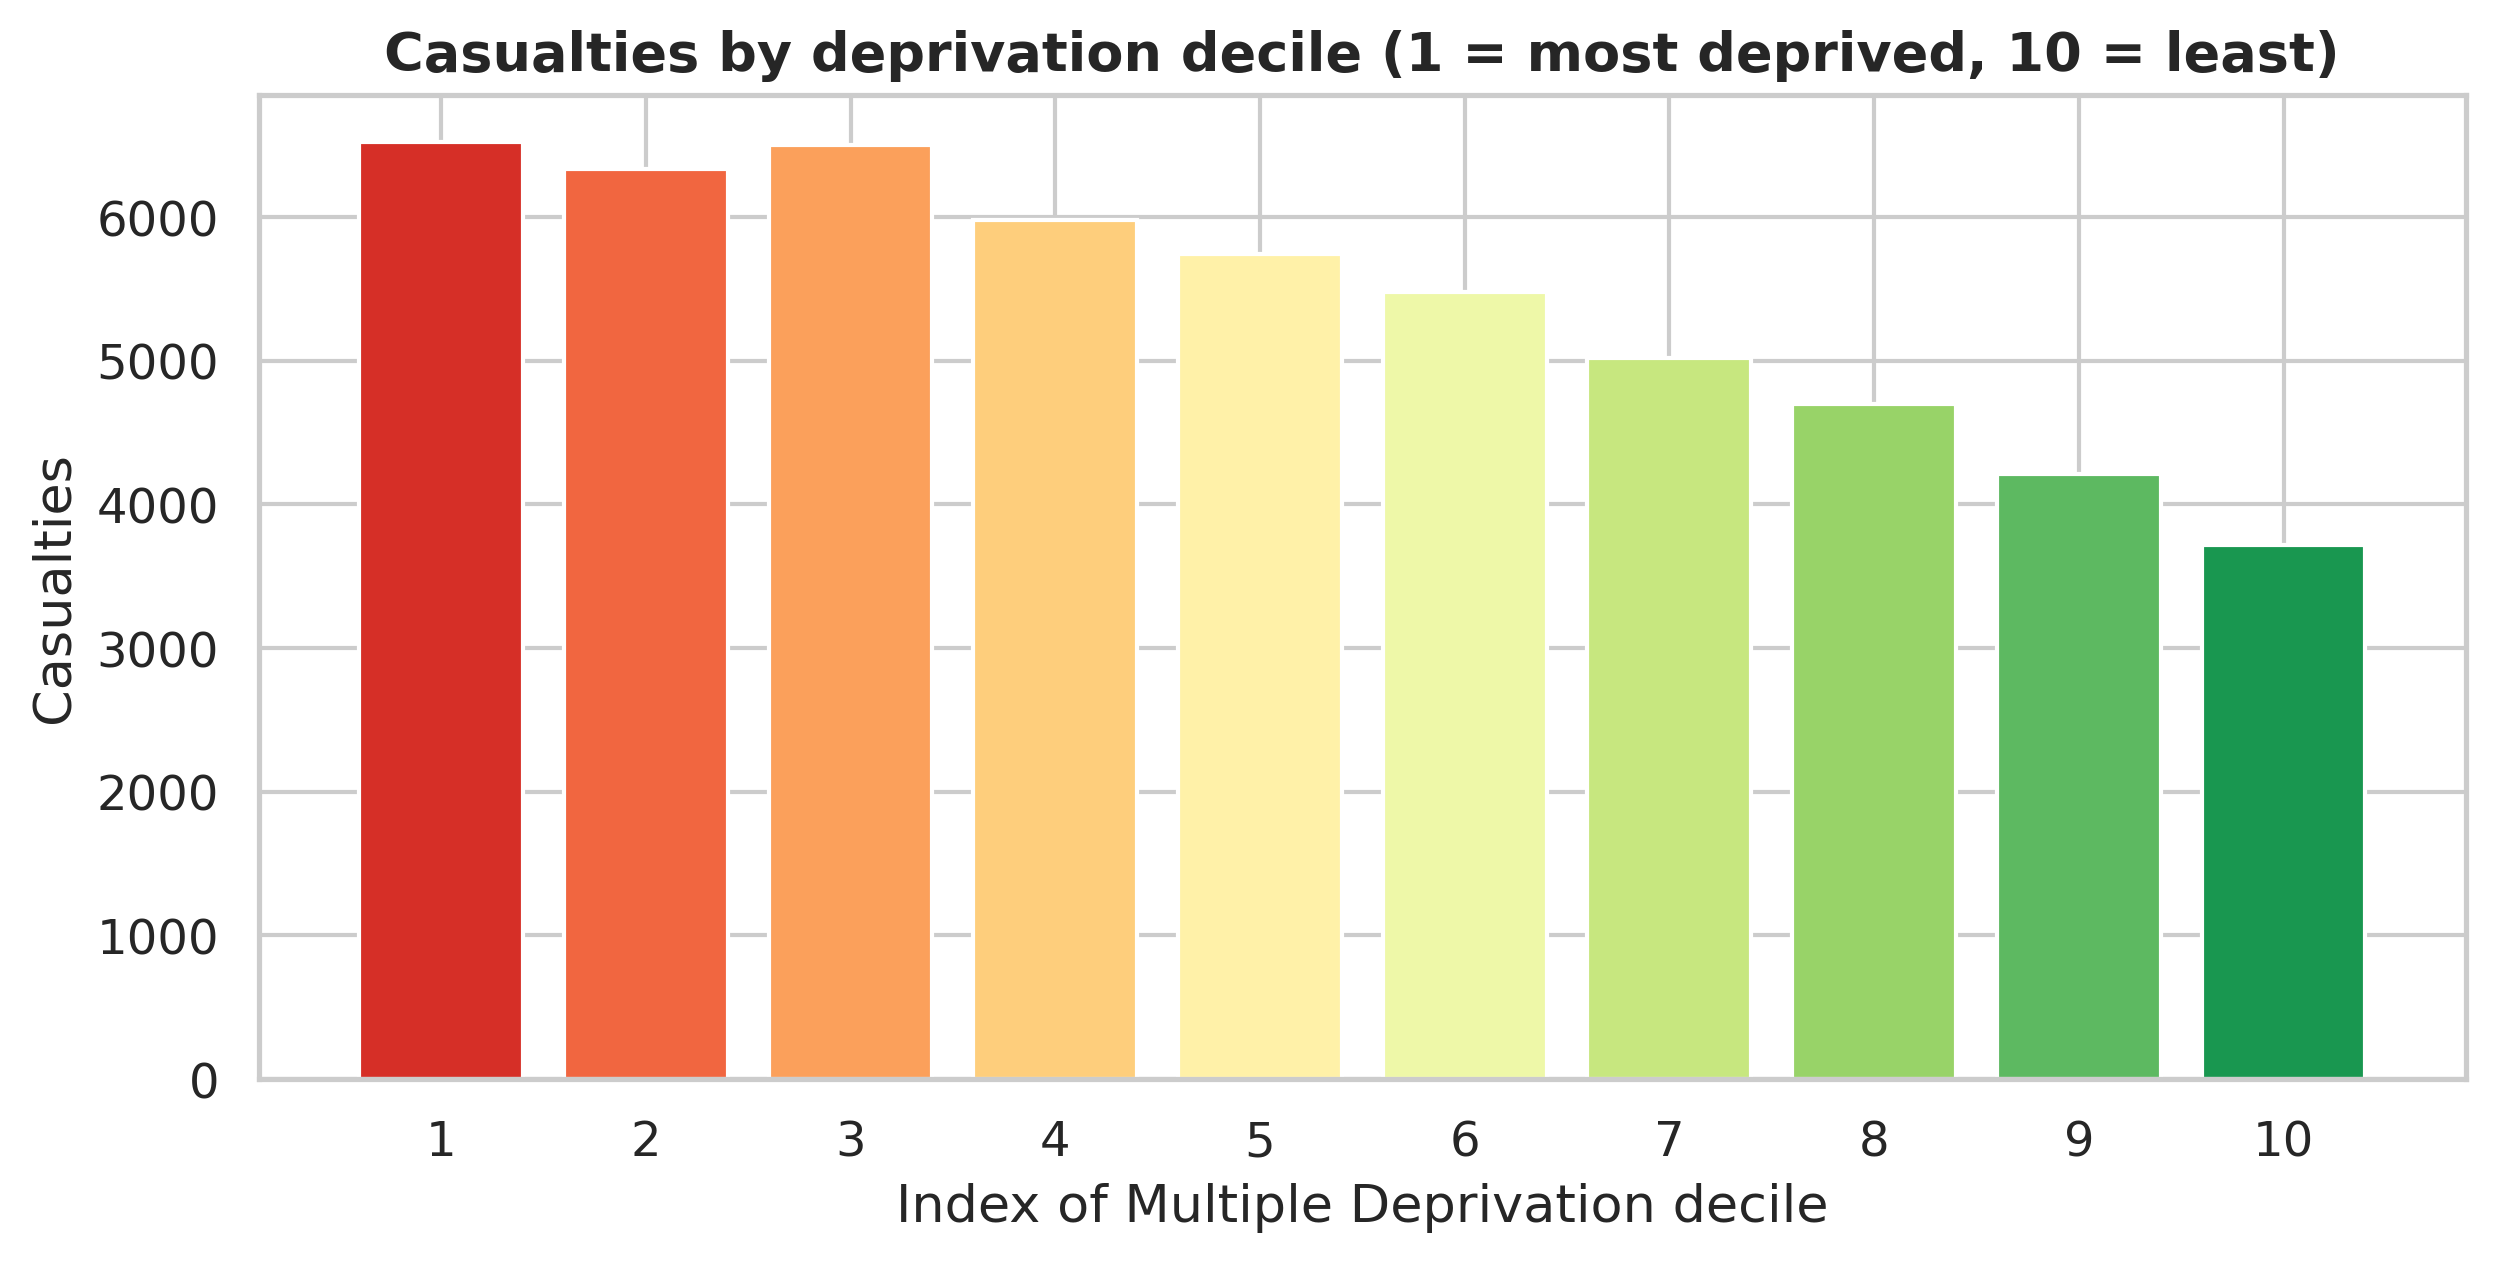 Casualties by deprivation decile (1 = most deprived, 10 = least)
Casualties
6000
5000
4000
3000
2000
1000
0
1 2 3 4 5 6 7 8 9 10
Index of Multiple Deprivation decile